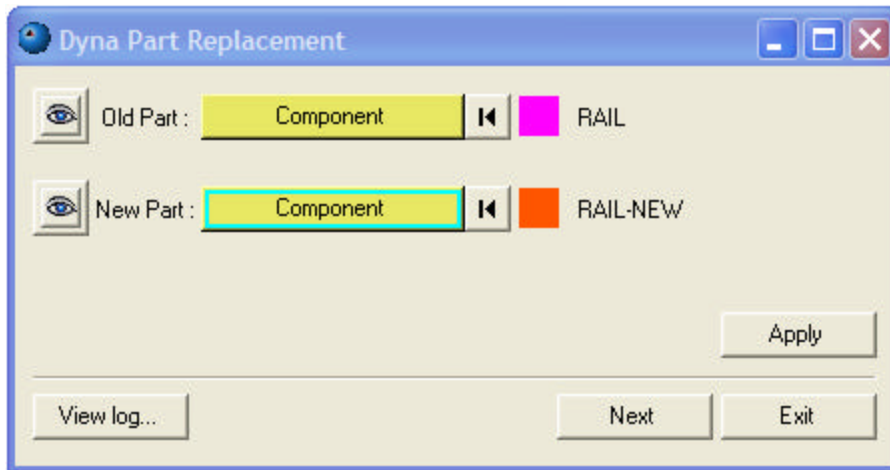 Dyna Part Replacement
Old Part : Component RAIL
New Part : Component RAIL-NEW
Apply
View log... Next Exit